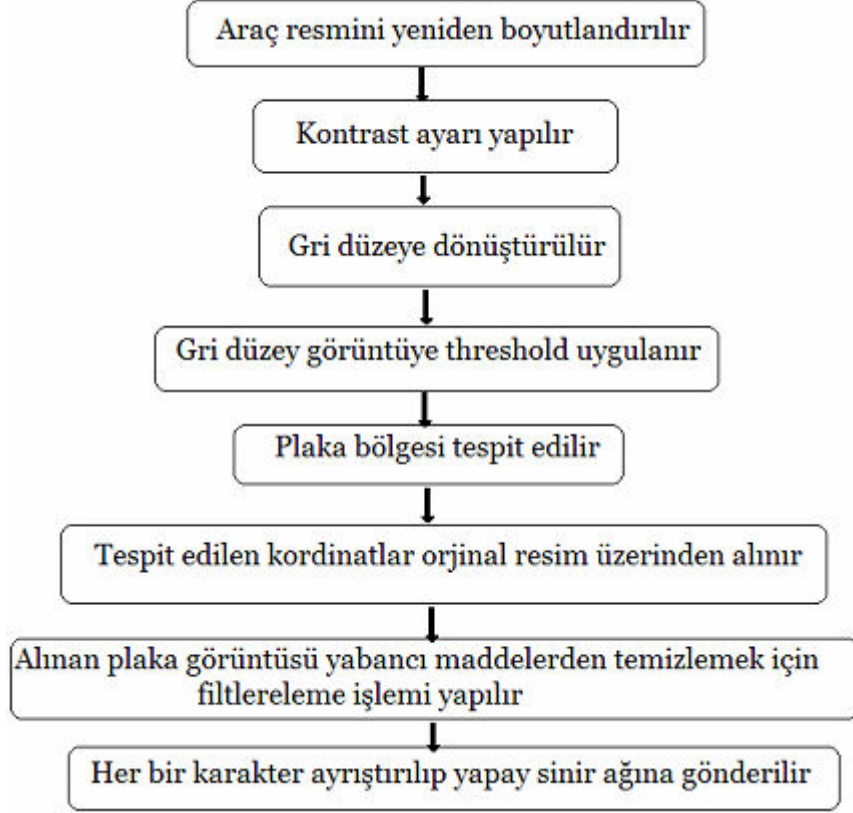 Araç resmini yeniden boyutlandırılır
Kontrast ayarı yapılır
Gri düzeye dönüştürülür
Gri düzey görüntüye threshold uygulanır
Plaka bölgesi tespit edilir
Tespit edilen kordinatlar orjinal resim üzerinden alınır
Alınan plaka görüntüsü yabancı maddelerden temizlemek için
filtlereleme işlemi yapılır
Her bir karakter ayrıştırılıp yapay sinir ağına gönderilir